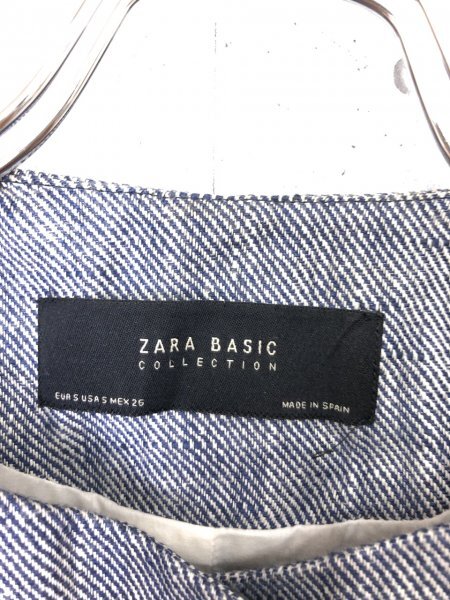 ZARA BASIC
COLLECTION
EUR S USA S MEX 26
MADE IN SPAIN